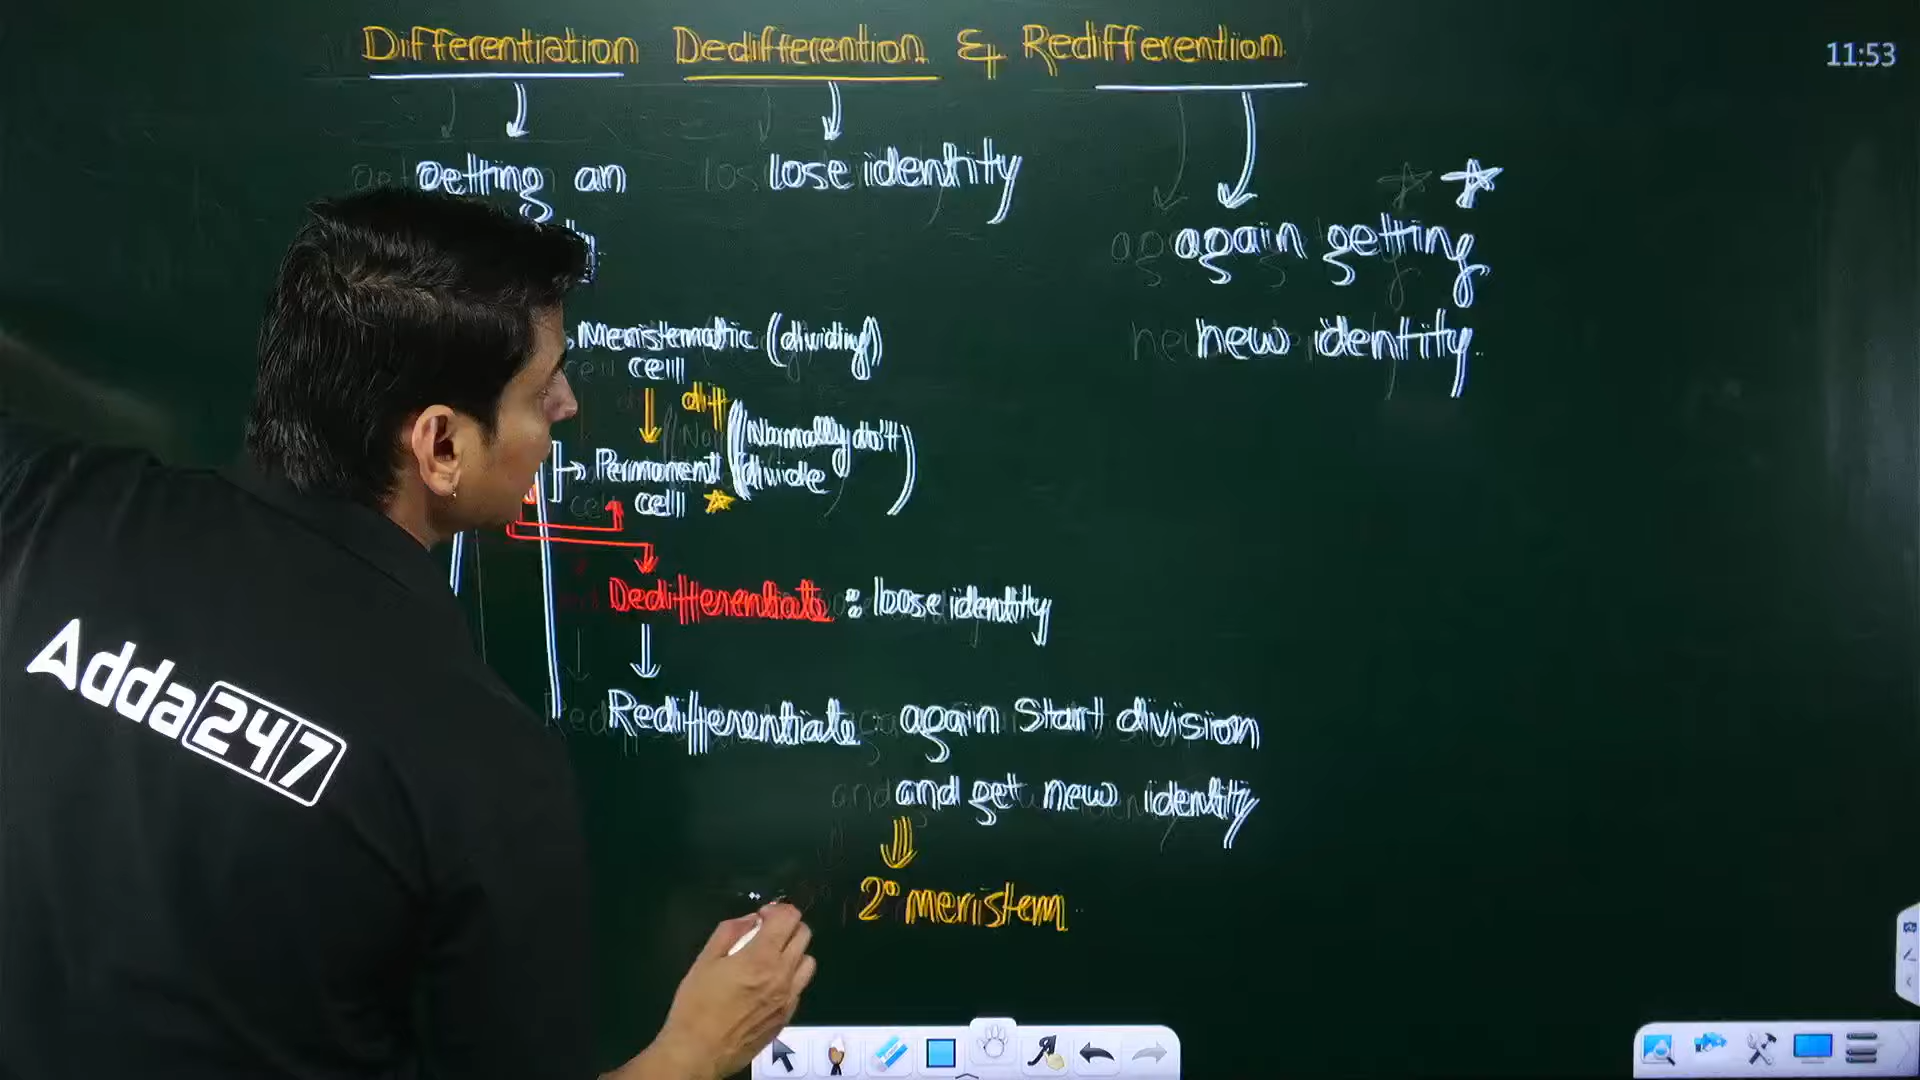 Differentiation Dedifferention & Redifferention
11:53
Getting an
lose identity
again getting
new identity
Meristematic (dividing)
cell
diff
(Normally don't
divide)
Permanent
cell
Dedifferentiate : loose identity
Redifferentiate again start division
and get new identity
2° meristem
Adda247